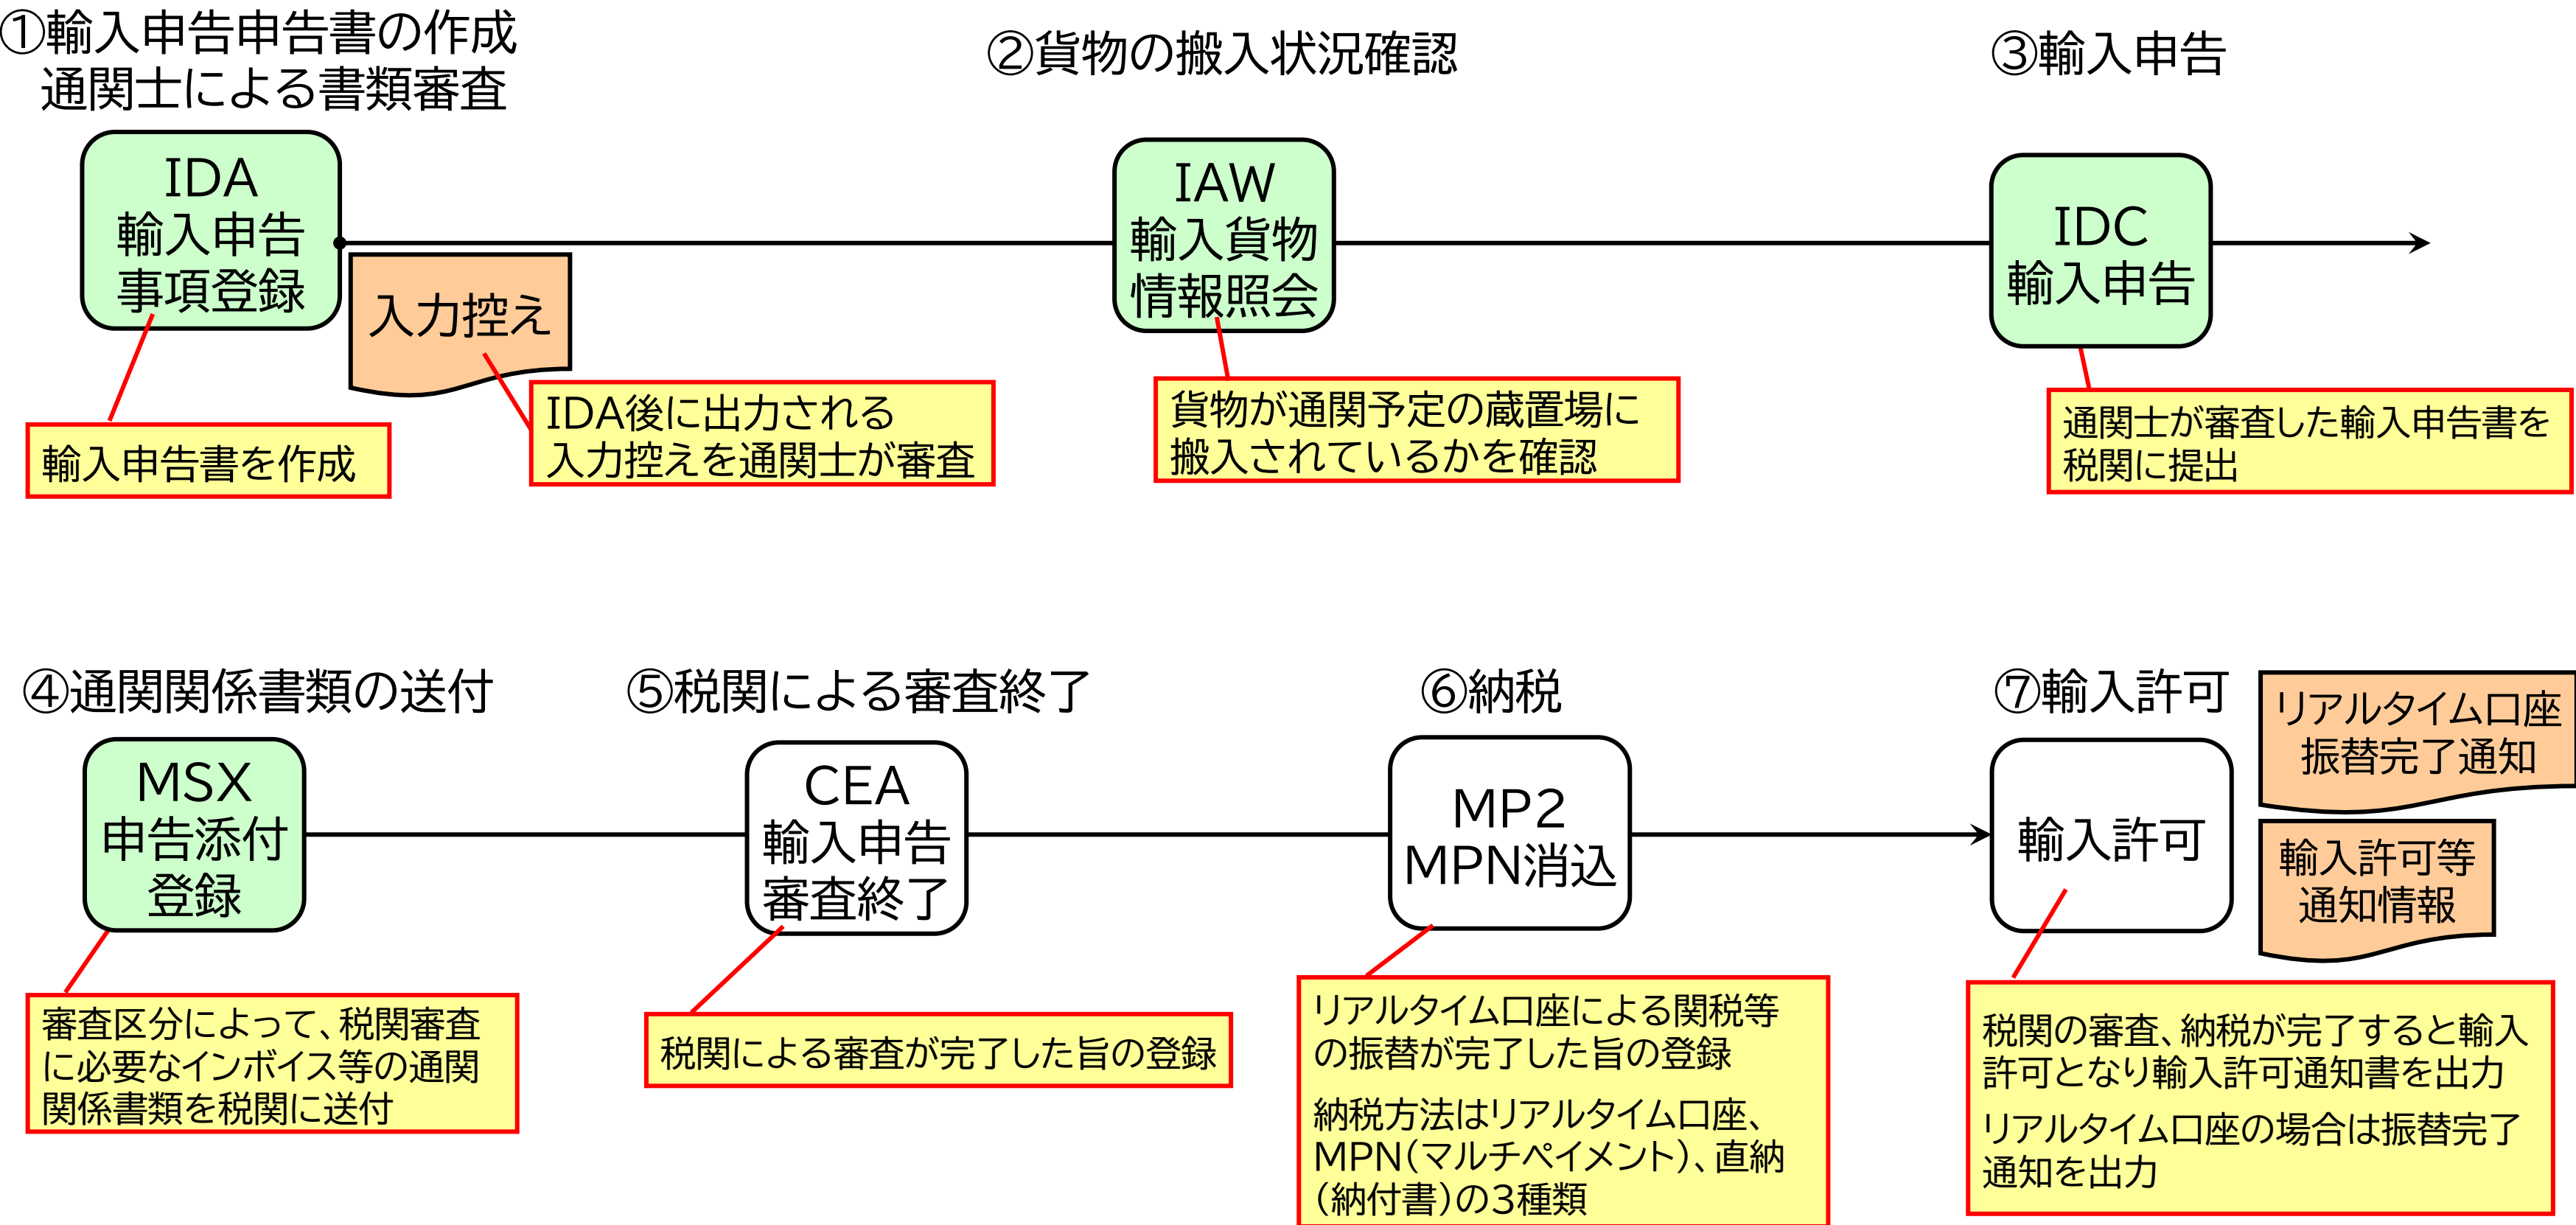 ①輸入申告申告書の作成
通関士による書類審査
②貨物の搬入状況確認
③輸入申告
IDA
輸入申告
事項登録
入力控え
IAW
輸入貨物
情報照会
IDC
輸入申告
輸入申告書を作成
IDA後に出力される
入力控えを通関士が審査
貨物が通関予定の蔵置場に
搬入されているかを確認
通関士が審査した輸入申告書を
税関に提出
④通関関係書類の送付
⑤税関による審査終了
⑥納税
⑦輸入許可
MSX
申告添付
登録
CEA
輸入申告
審査終了
MP2
MPN消込
輸入許可
リアルタイム口座
振替完了通知
輸入許可等
通知情報
審査区分によって、税関審査
に必要なインボイス等の通関
関係書類を税関に送付
税関による審査が完了した旨の登録
リアルタイム口座による関税等
の振替が完了した旨の登録
納税方法はリアルタイム口座、
MPN(マルチペイメント)、直納
(納付書)の3種類
税関の審査、納税が完了すると輸入
許可となり輸入許可通知書を出力
リアルタイム口座の場合は振替完了
通知を出力